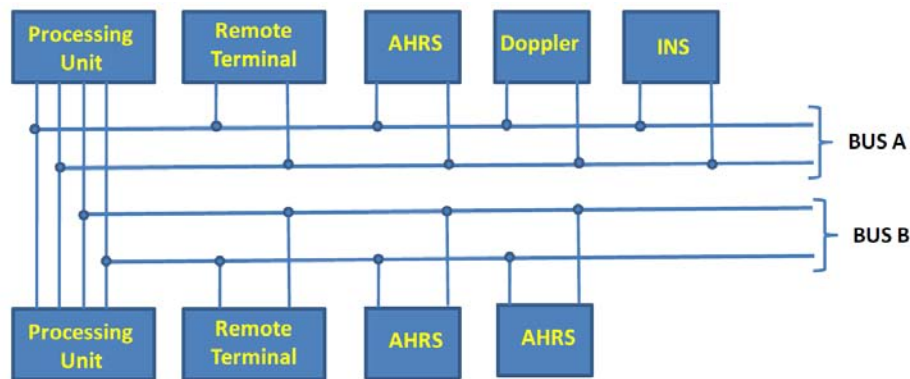 Processing
Unit
Remote
Terminal
AHRS
Doppler
INS
BUS A
BUS B
Processing
Unit
Remote
Terminal
AHRS
AHRS